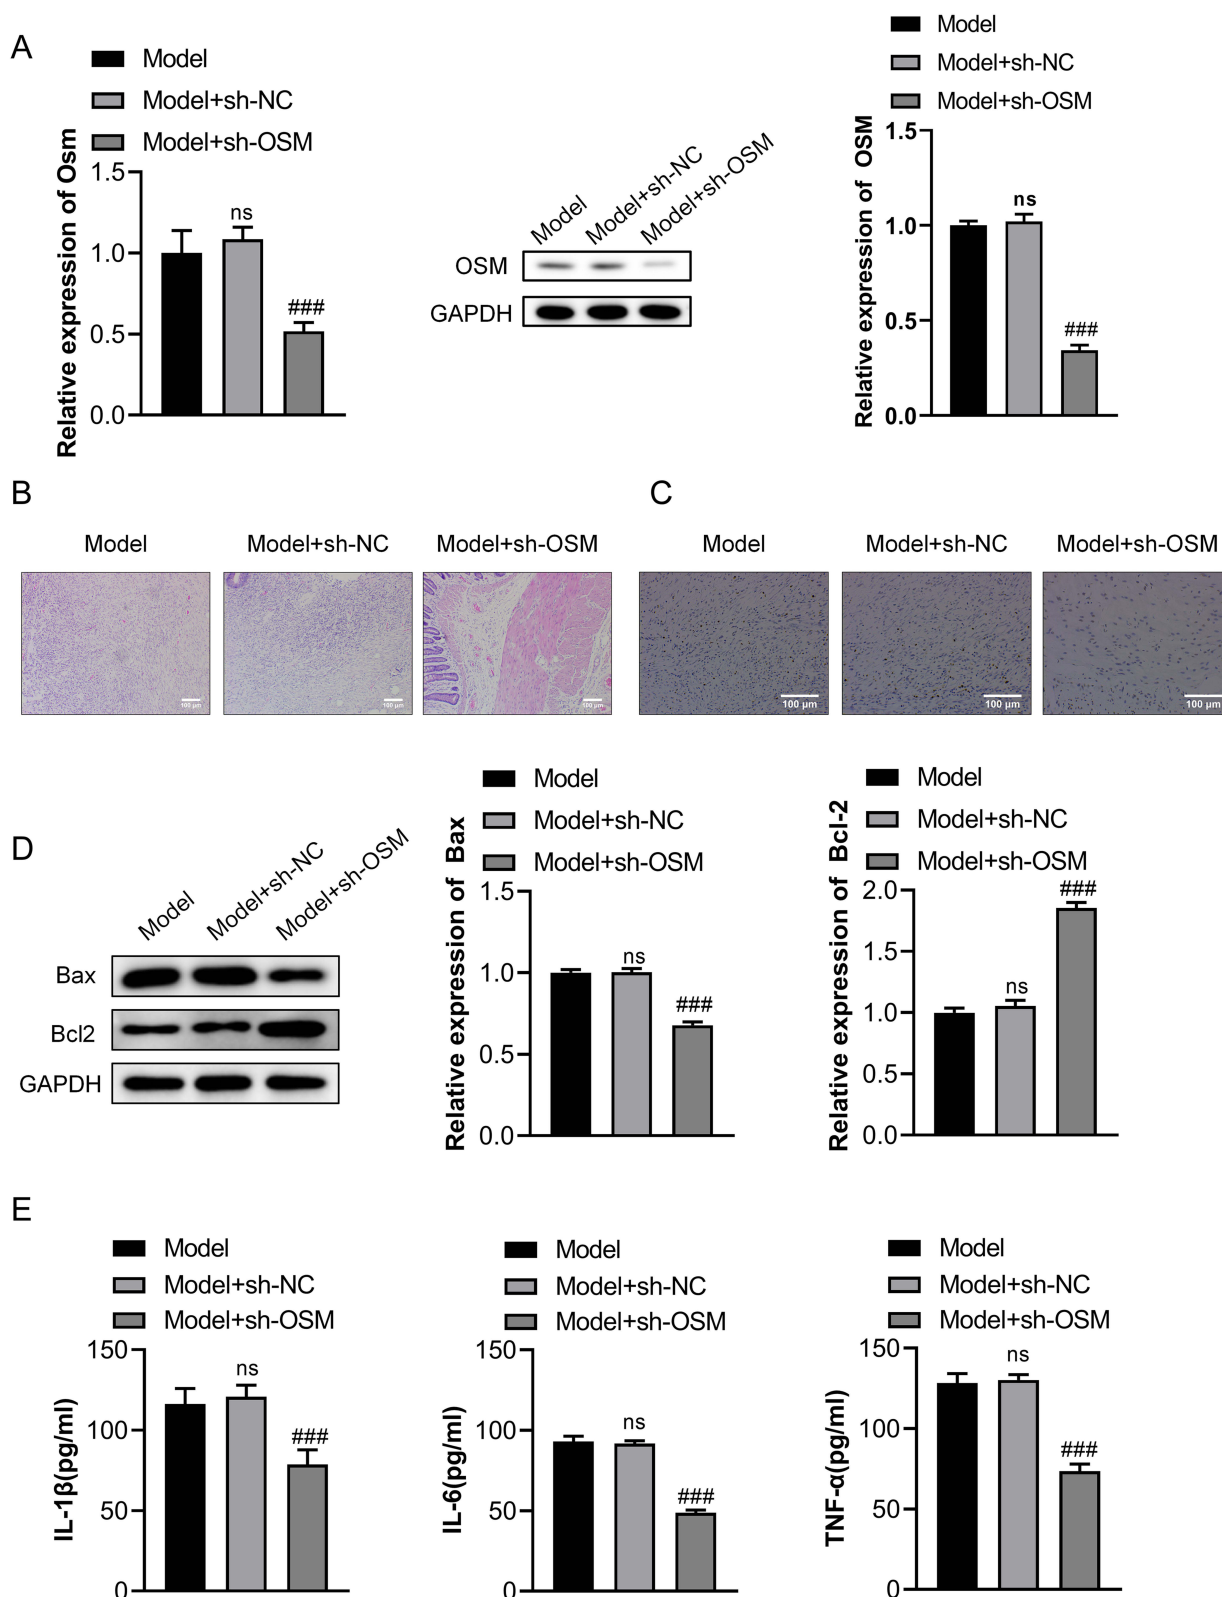 A
Model
Model+sh-NC
Model+sh-OSM
Relative expression of Osm
1.5
1.0
0.5
0.0
ns
###
Model
Model+sh-NC
Model+sh-OSM
OSM
GAPDH
Model
Model+sh-NC
Model+sh-OSM
Relative expression of OSM
1.5
1.0
0.5
0.0
ns
###
B
Model
Model+sh-NC
Model+sh-OSM
100 µm
100 µm
100 µm
C
Model
Model+sh-NC
Model+sh-OSM
100 µm
100 µm
100 µm
D
Model
Model+sh-NC
Model+sh-OSM
Bax
Bcl2
GAPDH
Model
Model+sh-NC
Model+sh-OSM
Relative expression of Bax
1.5
1.0
0.5
0.0
ns
###
Model
Model+sh-NC
Model+sh-OSM
Relative expression of Bcl-2
2.0
1.5
1.0
0.5
0.0
ns
###
E
Model
Model+sh-NC
Model+sh-OSM
IL-1β(pg/ml)
150
100
50
0
ns
###
Model
Model+sh-NC
Model+sh-OSM
IL-6(pg/ml)
150
100
50
0
ns
###
Model
Model+sh-NC
Model+sh-OSM
TNF-α(pg/ml)
150
100
50
0
ns
###